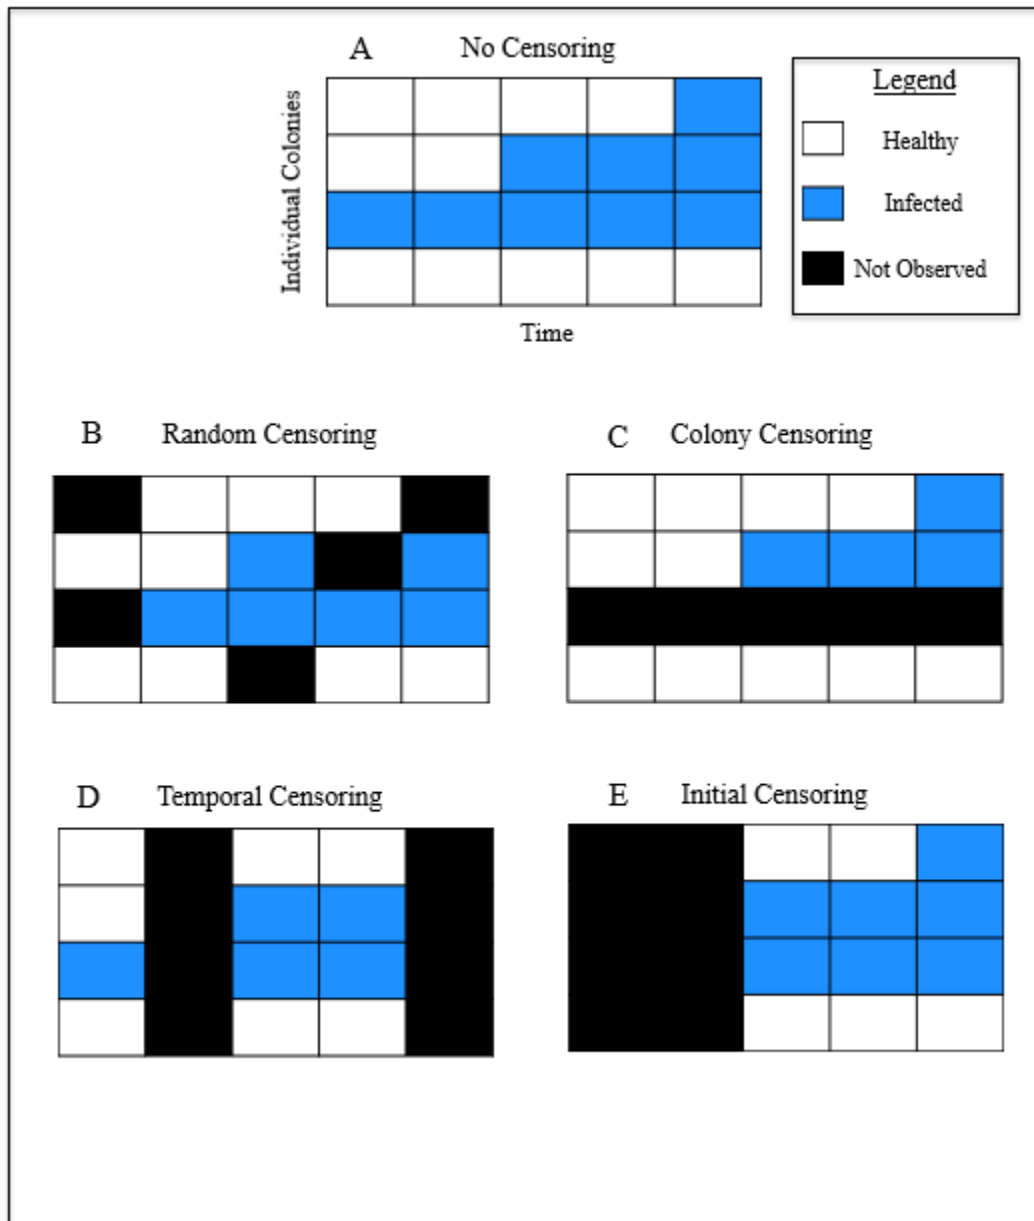 A No Censoring
Individual Colonies
Time
Legend
Healthy
Infected
Not Observed
B Random Censoring
C Colony Censoring
D Temporal Censoring
E Initial Censoring